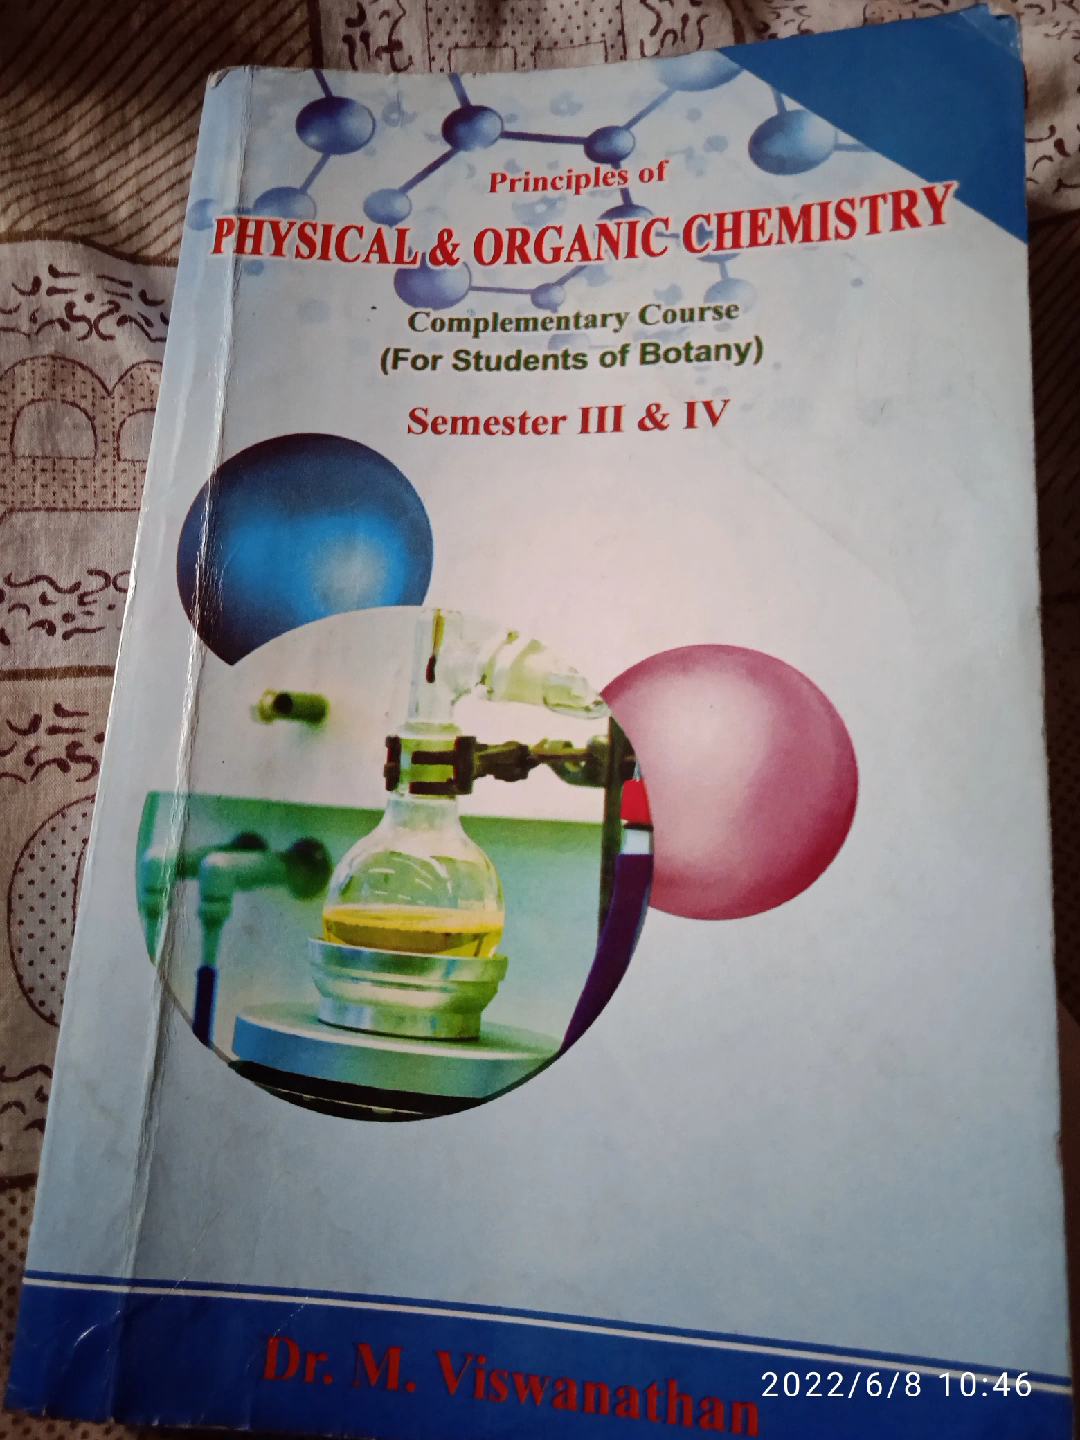 Principles of
PHYSICAL & ORGANIC CHEMISTRY
Complementary Course
(For Students of Botany)
Semester III & IV
Dr. M. Viswanathan
2022/6/8 10:46